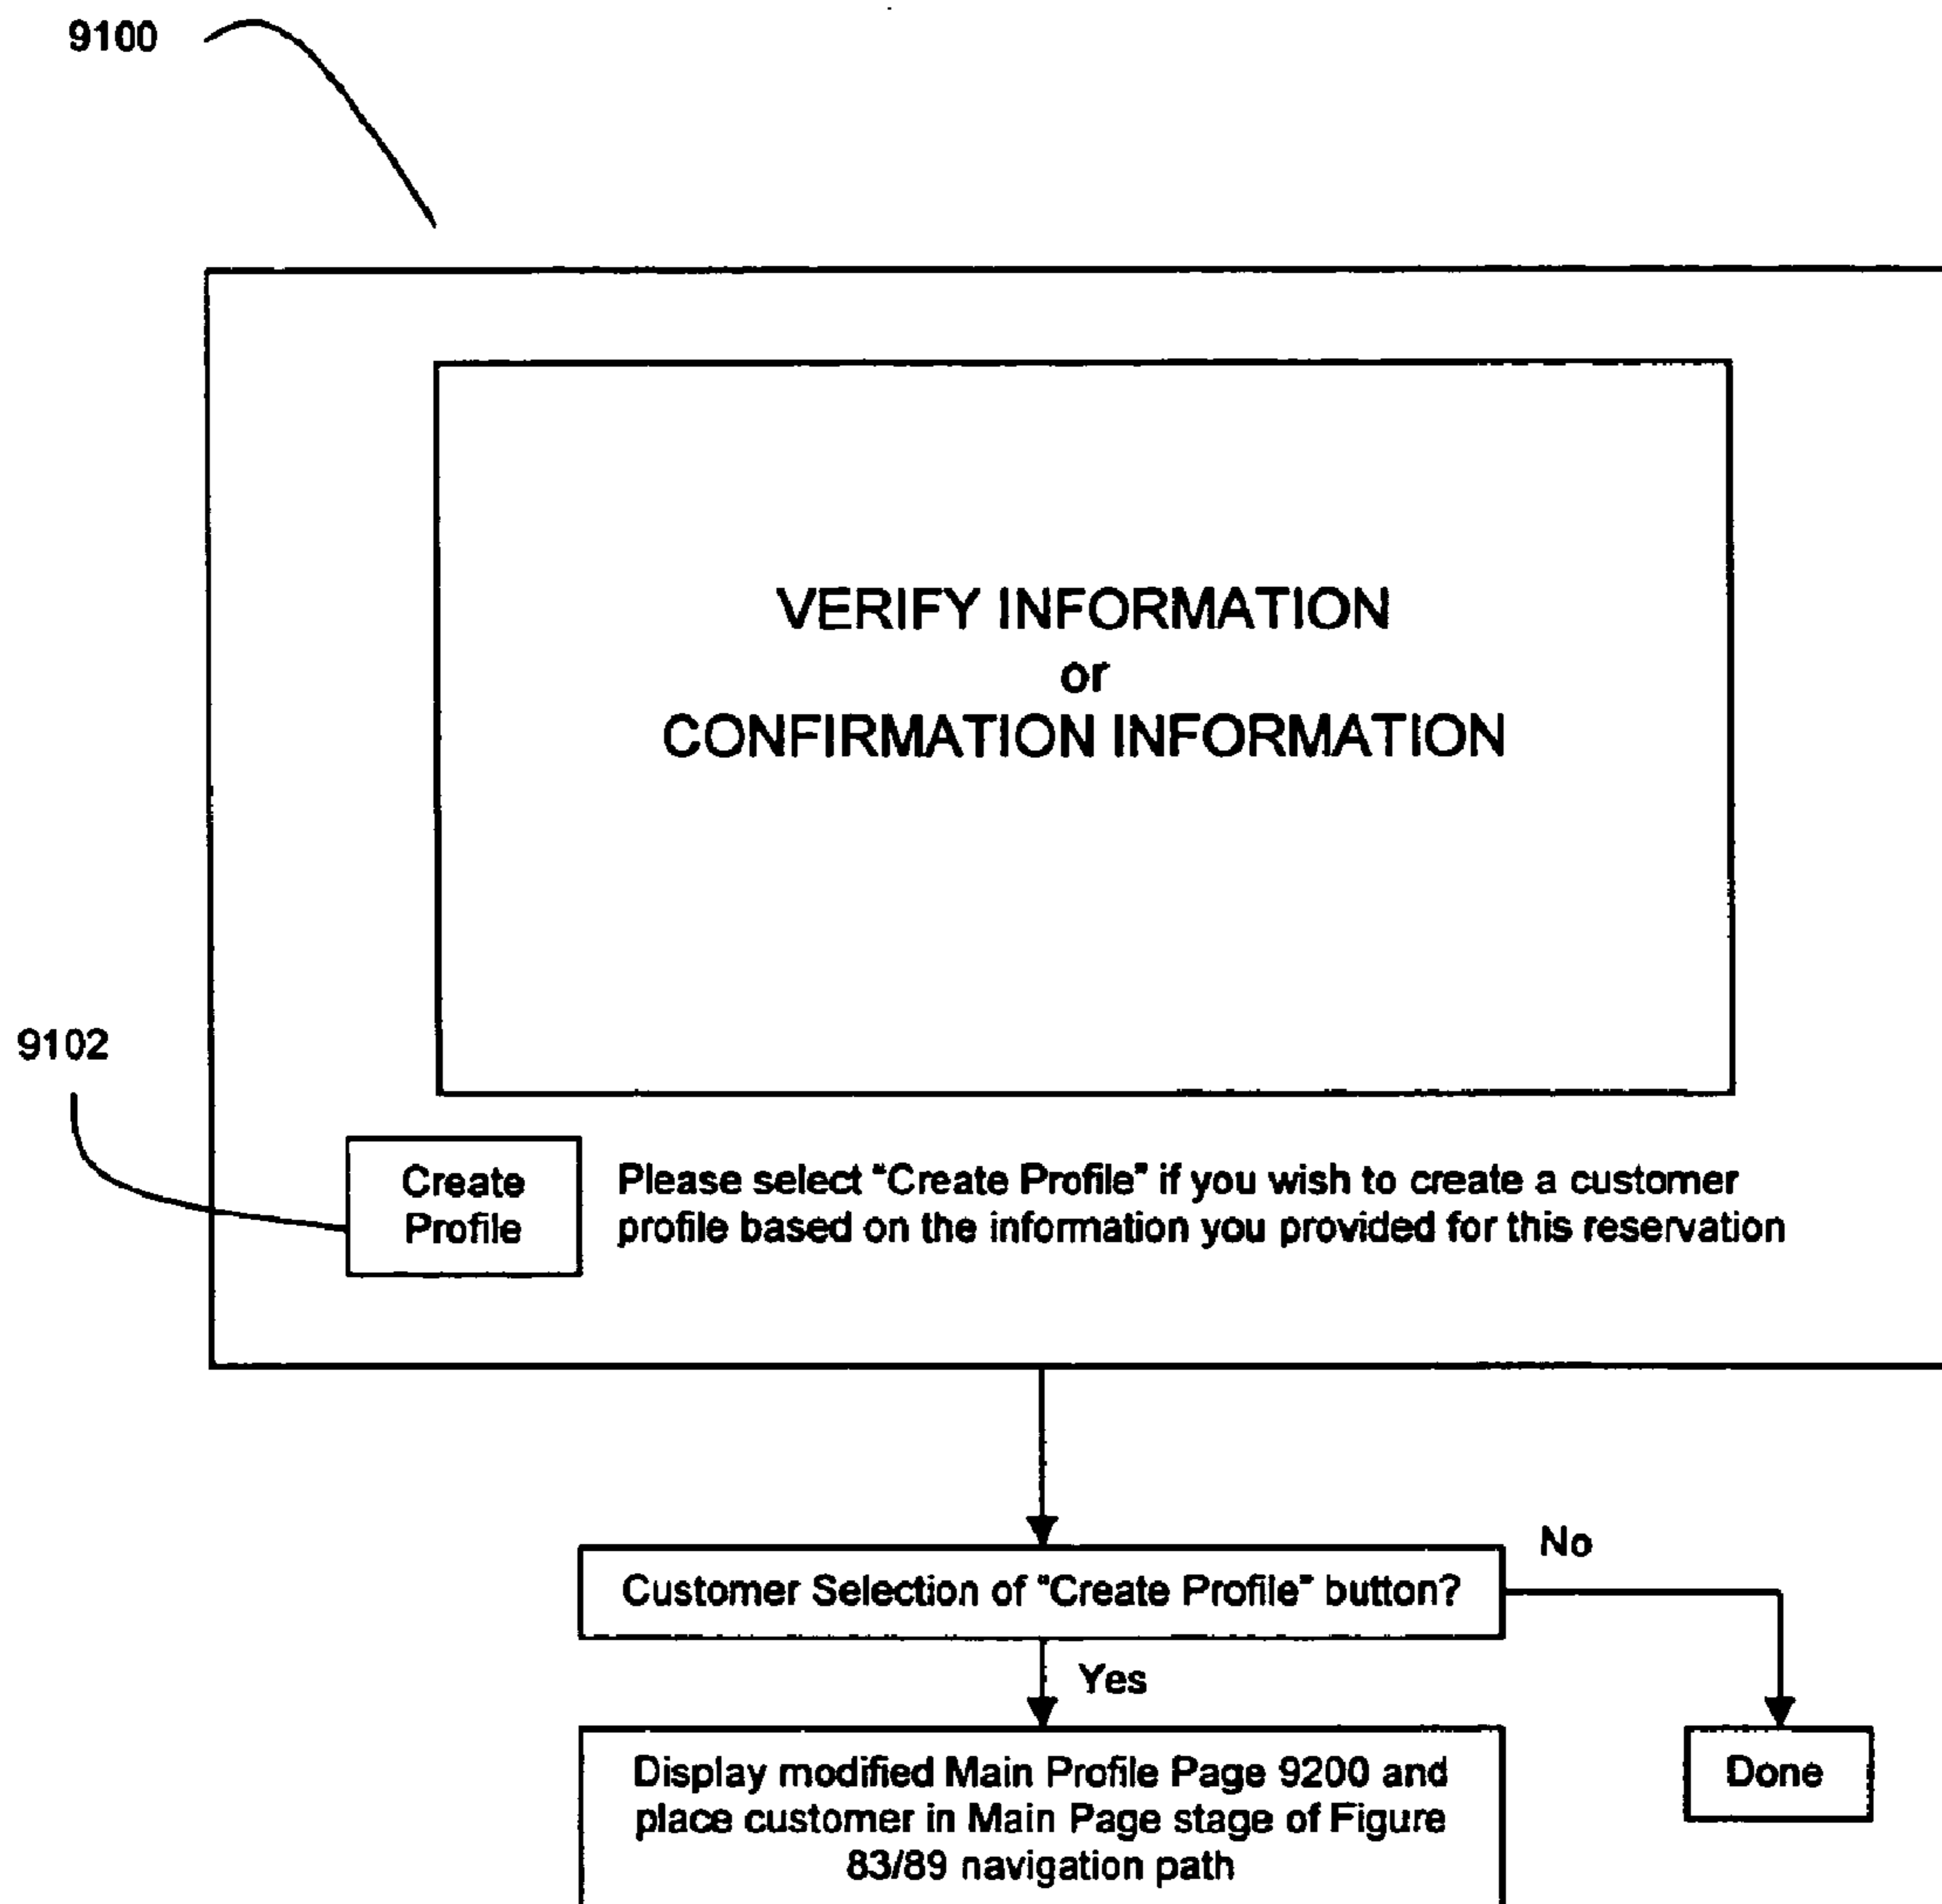 9100
VERIFY INFORMATION
or
CONFIRMATION INFORMATION
9102
Create
Profile
Please select "Create Profile" if you wish to create a customer
profile based on the information you provided for this reservation
Customer Selection of "Create Profile" button?
No
Yes
Display modified Main Profile Page 9200 and
place customer in Main Page stage of Figure
83/89 navigation path
Done